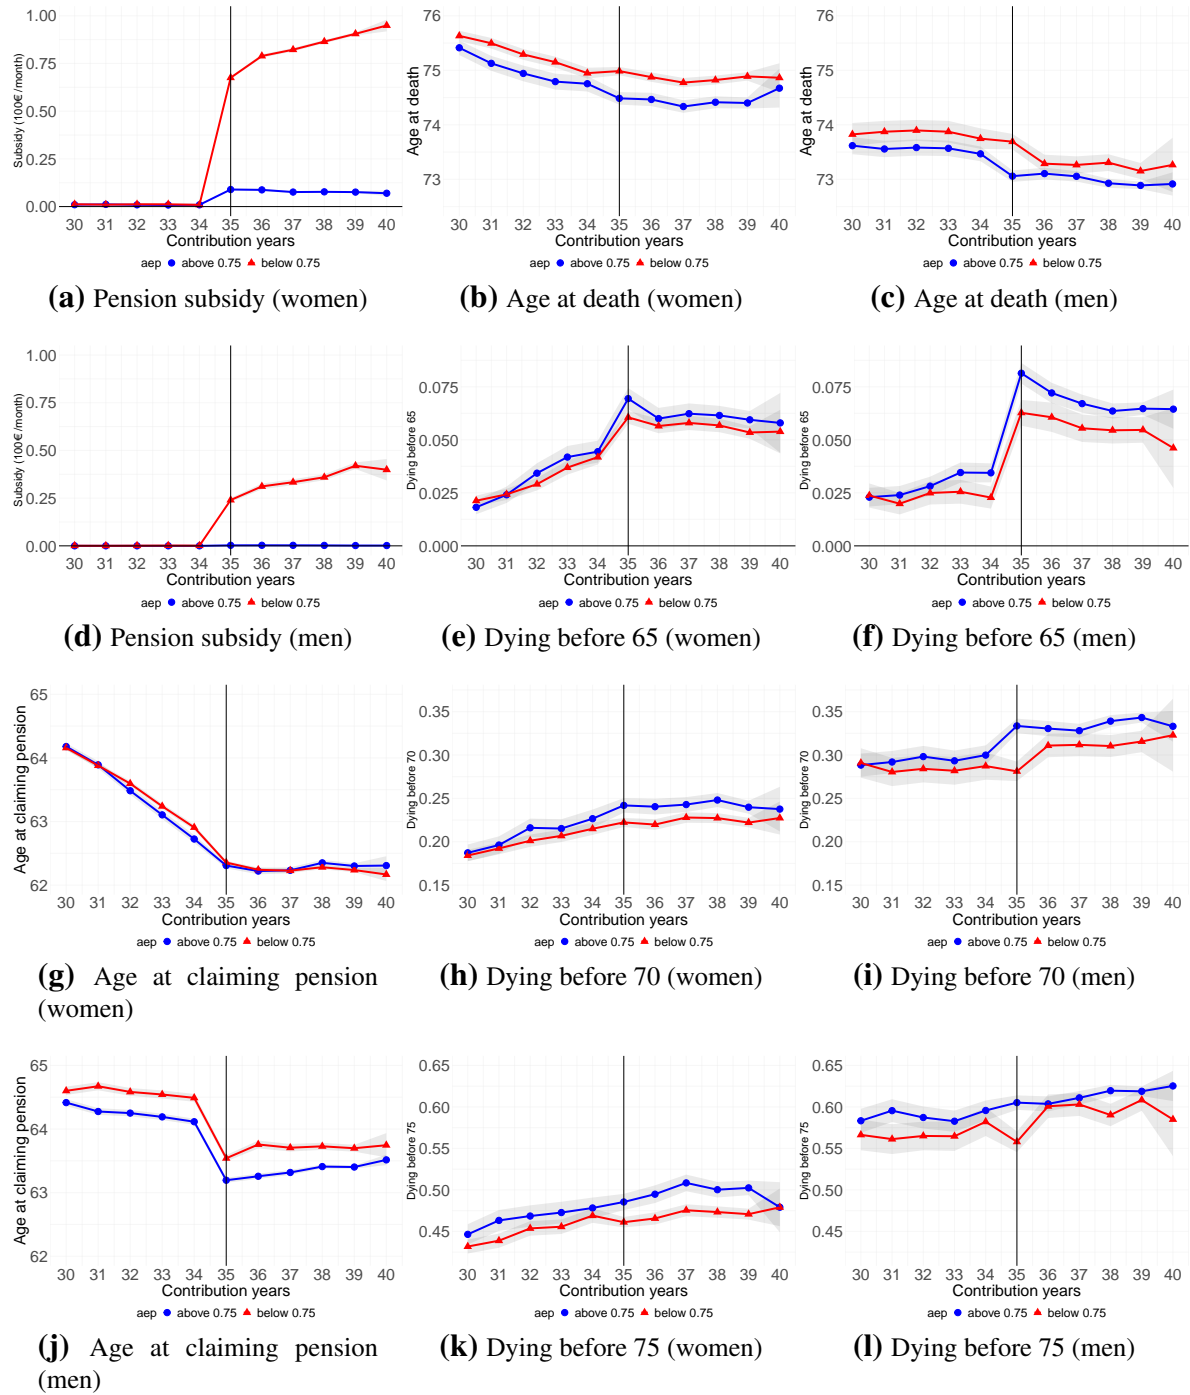 1.00
0.75
0.50
0.25
0.00
Subsidy (100€ /month)
30 31 32 33 34 35 36 37 38 39 40
Contribution years
aep above 0.75 below 0.75
(a) Pension subsidy (women)
76
75
74
73
Age at death
30 31 32 33 34 35 36 37 38 39 40
Contribution years
aep above 0.75 below 0.75
(b) Age at death (women)
76
75
74
73
Age at death
30 31 32 33 34 35 36 37 38 39 40
Contribution years
aep above 0.75 below 0.75
(c) Age at death (men)
1.00
0.75
0.50
0.25
0.00
Subsidy (100€ /month)
30 31 32 33 34 35 36 37 38 39 40
Contribution years
aep above 0.75 below 0.75
(d) Pension subsidy (men)
0.075
0.050
0.025
0.000
Dying before 65
30 31 32 33 34 35 36 37 38 39 40
Contribution years
aep above 0.75 below 0.75
(e) Dying before 65 (women)
0.075
0.050
0.025
0.000
Dying before 65
30 31 32 33 34 35 36 37 38 39 40
Contribution years
aep above 0.75 below 0.75
(f) Dying before 65 (men)
65
64
63
62
Age at claiming pension
30 31 32 33 34 35 36 37 38 39 40
Contribution years
aep above 0.75 below 0.75
(g) Age at claiming pension
(women)
0.35
0.30
0.25
0.20
0.15
Dying before 70
30 31 32 33 34 35 36 37 38 39 40
Contribution years
aep above 0.75 below 0.75
(h) Dying before 70 (women)
0.35
0.30
0.25
0.20
0.15
Dying before 70
30 31 32 33 34 35 36 37 38 39 40
Contribution years
aep above 0.75 below 0.75
(i) Dying before 70 (men)
65
64
63
62
Age at claiming pension
30 31 32 33 34 35 36 37 38 39 40
Contribution years
aep above 0.75 below 0.75
(j) Age at claiming pension
(men)
0.65
0.60
0.55
0.50
0.45
Dying before 75
30 31 32 33 34 35 36 37 38 39 40
Contribution years
aep above 0.75 below 0.75
(k) Dying before 75 (women)
0.65
0.60
0.55
0.50
0.45
Dying before 75
30 31 32 33 34 35 36 37 38 39 40
Contribution years
aep above 0.75 below 0.75
(l) Dying before 75 (men)